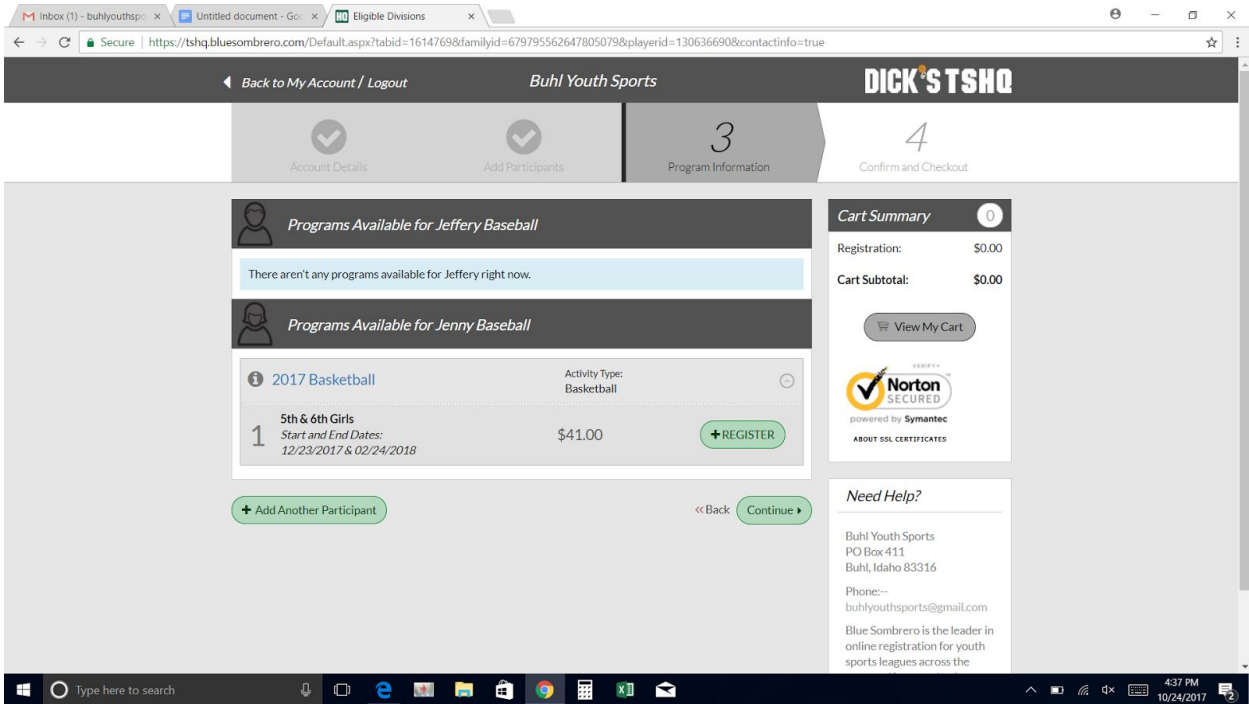 Inbox (1) - buhlyouthspo
Untitled document - Goo
HQ Eligible Divisions
Secure | https://tshq.bluesombrero.com/Default.aspx?tabid=1614769&familyid=679795562647805079&playerid=130636690&contactinfo=true
Back to My Account / Logout
Buhl Youth Sports
DICK'S TSHQ
Account Details
Add Participants
3
Program Information
4
Confirm and Checkout
Programs Available for Jeffery Baseball
There aren't any programs available for Jeffery right now.
Programs Available for Jenny Baseball
2017 Basketball
Activity Type:
Basketball
1
5th & 6th Girls
Start and End Dates:
12/23/2017 & 02/24/2018
$41.00
+REGISTER
+ Add Another Participant
«Back
Continue
Cart Summary
0
Registration: $0.00
Cart Subtotal: $0.00
View My Cart
VERIFY
Norton
SECURED
powered by Symantec
ABOUT SSL CERTIFICATES
Need Help?
Buhl Youth Sports
PO Box 411
Buhl, Idaho 83316
Phone:--
buhlyouthsports@gmail.com
Blue Sombrero is the leader in
online registration for youth
sports leagues across the
Type here to search
4:37 PM
10/24/2017
2